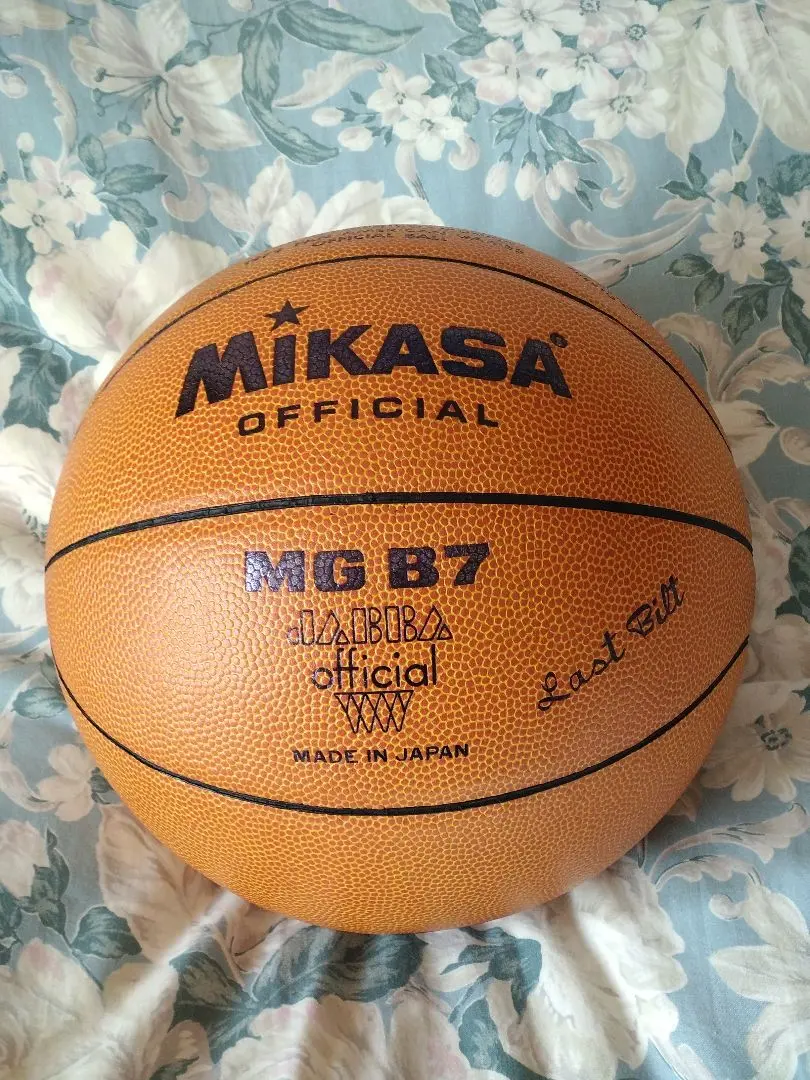 MiKASA®
OFFICIAL
MG B7
JABBA
official
Last Bilt
MADE IN JAPAN